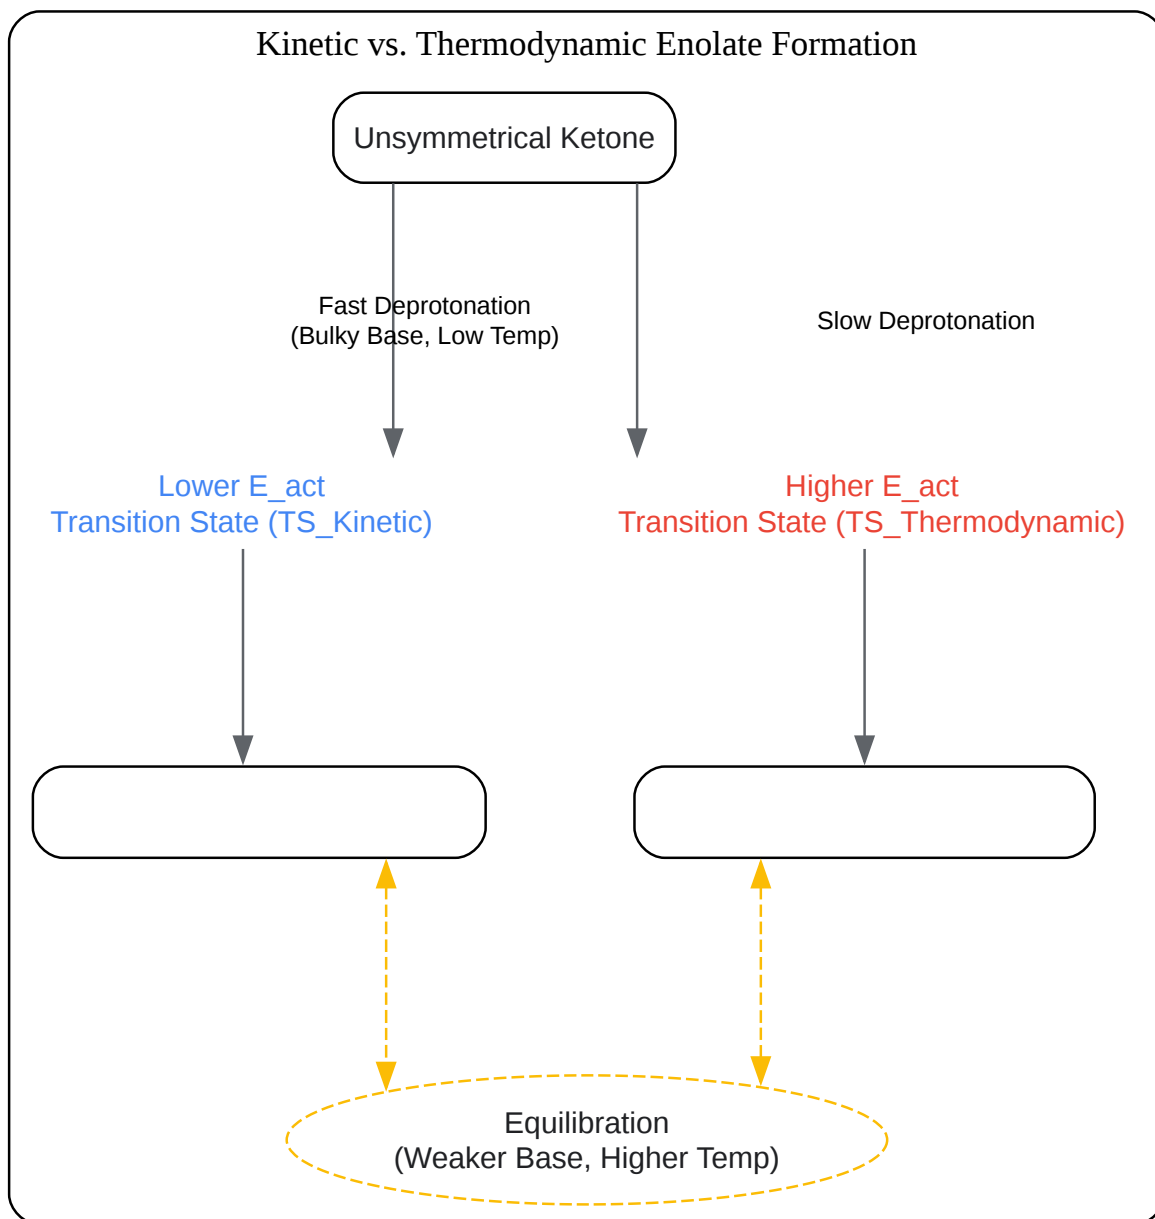 Kinetic vs. Thermodynamic Enolate Formation
Unsymmetrical Ketone
Fast Deprotonation
(Bulky Base, Low Temp)
Slow Deprotonation
Lower E_act
Transition State (TS_Kinetic)
Higher E_act
Transition State (TS_Thermodynamic)
Equilibration
(Weaker Base, Higher Temp)